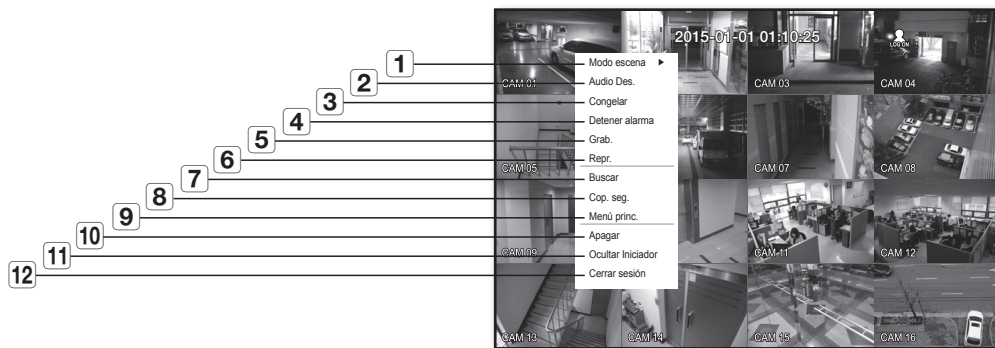 2015-01-01 01:10:25
LOG ON
CAM 01
CAM 03
CAM 04
1 Modo escena ▶
2 Audio Des.
3 Congelar
4 Detener alarma
5 Grab.
6 Repr.
7 Buscar
8 Cop. seg.
9 Menú princ.
10 Apagar
11 Ocultar Iniciador
12 Cerrar sesión
CAM 05
CAM 07
CAM 08
CAM 09
CAM 11
CAM 12
CAM 13
CAM 14
CAM 15
CAM 16